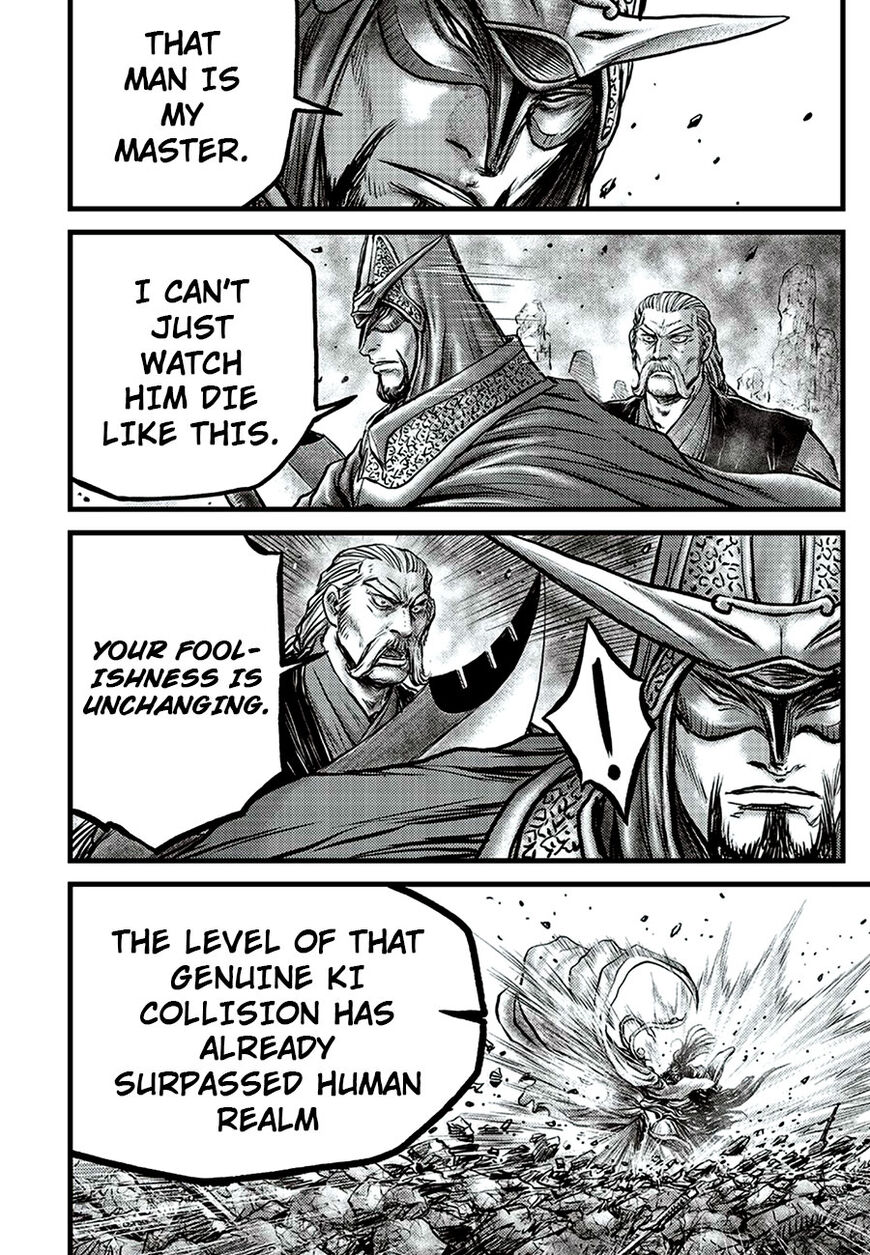 THAT
MAN IS
MY
MASTER.
I CAN'T
JUST
WATCH
HIM DIE
LIKE THIS.
YOUR FOOL-
ISHNESS IS
UNCHANGING.
!
THE LEVEL OF THAT
GENUINE KI
COLLISION HAS
ALREADY
SURPASSED HUMAN
REALM